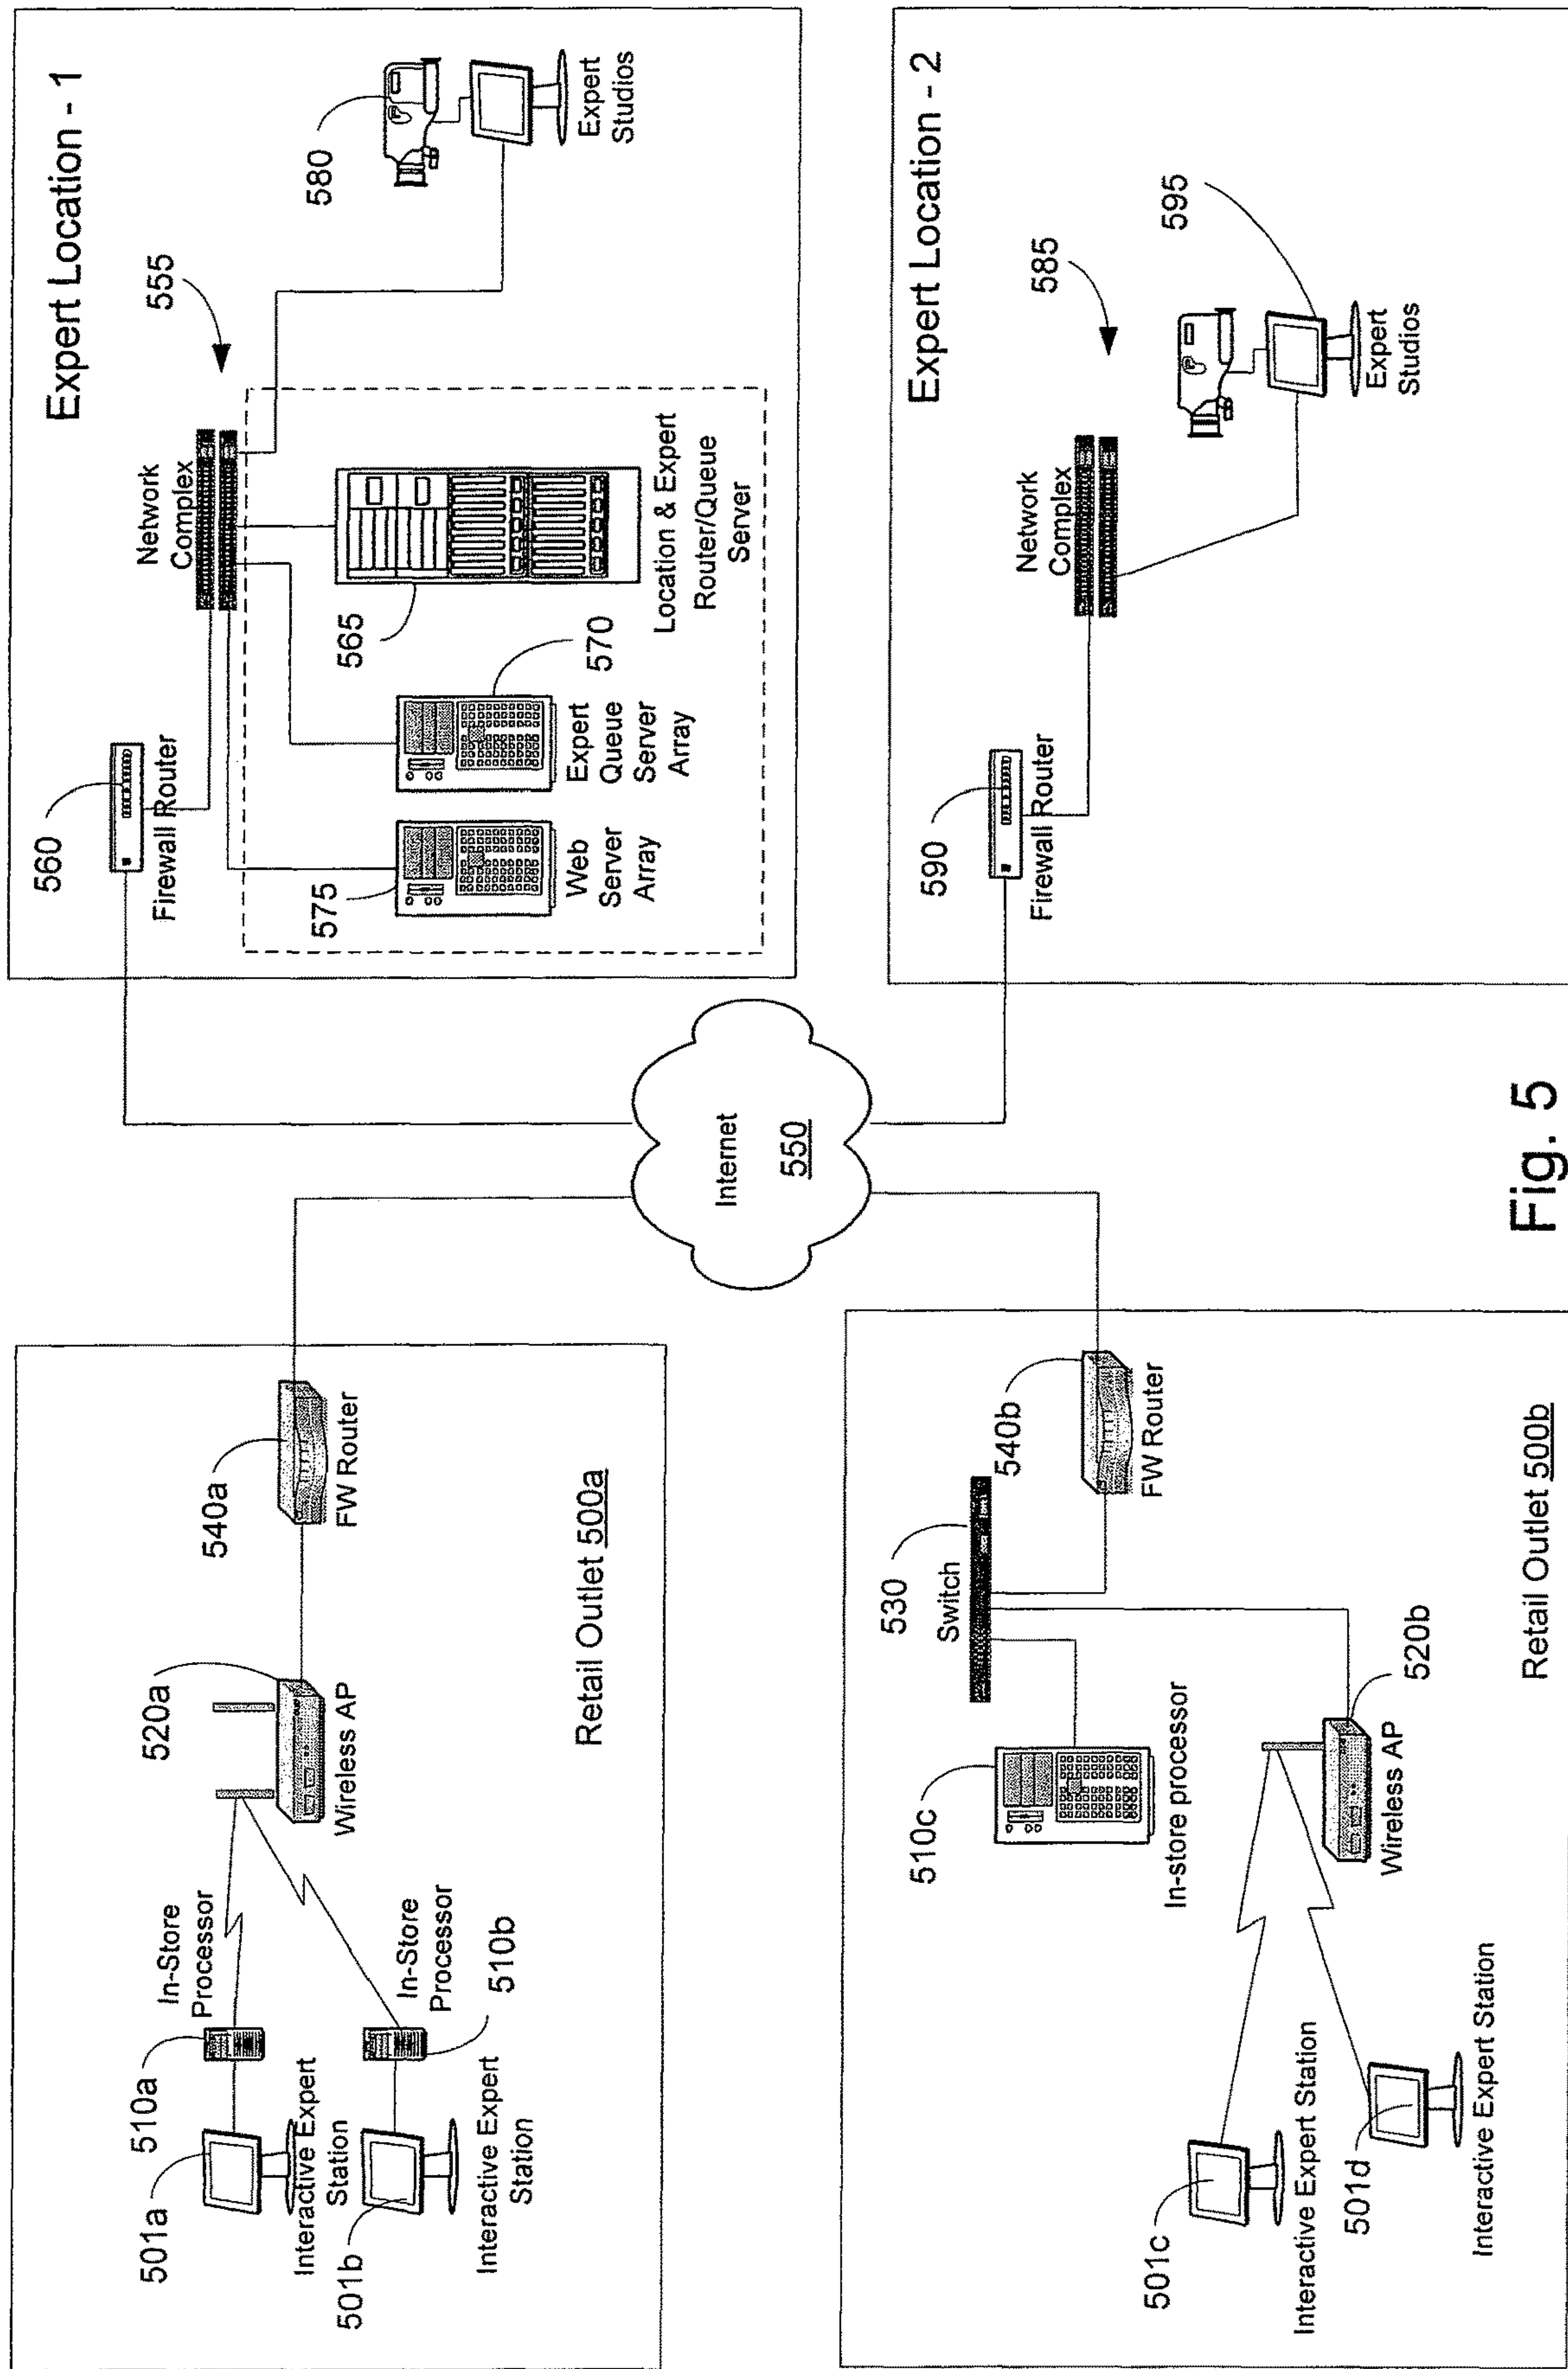 501a
510a
In-Store
Processor
Interactive Expert
Station
501b
In-Store
Processor
510b
Interactive Expert
Station
520a
Wireless AP
540a
FW Router
Retail Outlet 500a
501c
Interactive Expert Station
501d
Interactive Expert Station
510c
In-store processor
530
Switch
520b
Wireless AP
540b
FW Router
Retail Outlet 500b
Internet
550
Expert Location - 1
560
Firewall Router
Network
Complex
555
575
Web
Server
Array
570
Expert
Queue
Server
Array
565
Location & Expert
Router/Queue
Server
580
Expert
Studios
Expert Location - 2
590
Firewall Router
Network
Complex
585
595
Expert
Studios
Fig. 5